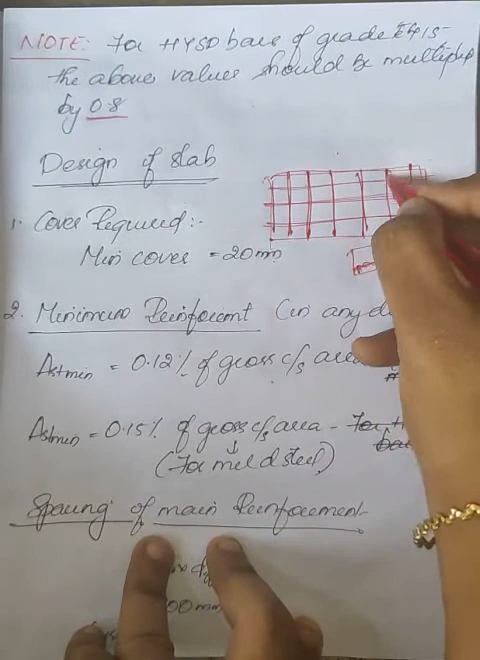 NOTE: For HYSD bars of grade
the above values should be multiplied
by 0.8
Design of slab
1. Cover Required:-
Min cover = 20mm
2. Minimum Reinforcemt (in any d
Astmin = 0.12% of gross c/s area
Astmin = 0.15% of gross c/s area -
(For mild steel)
Spacing of main Reinforcement
00mm